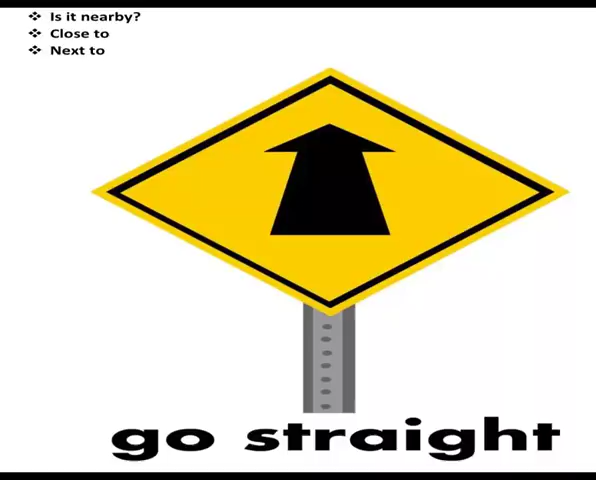 ❖ Is it nearby?
❖ Close to
❖ Next to
go straight